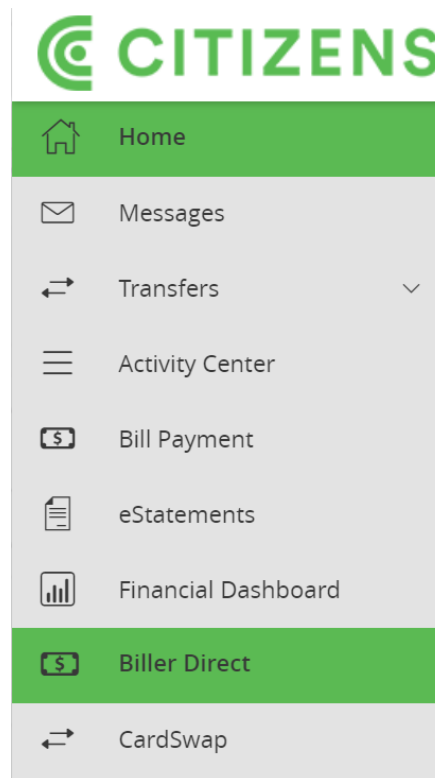 CITIZENS
Home
Messages
Transfers
Activity Center
$ Bill Payment
eStatements
Financial Dashboard
$ Biller Direct
CardSwap